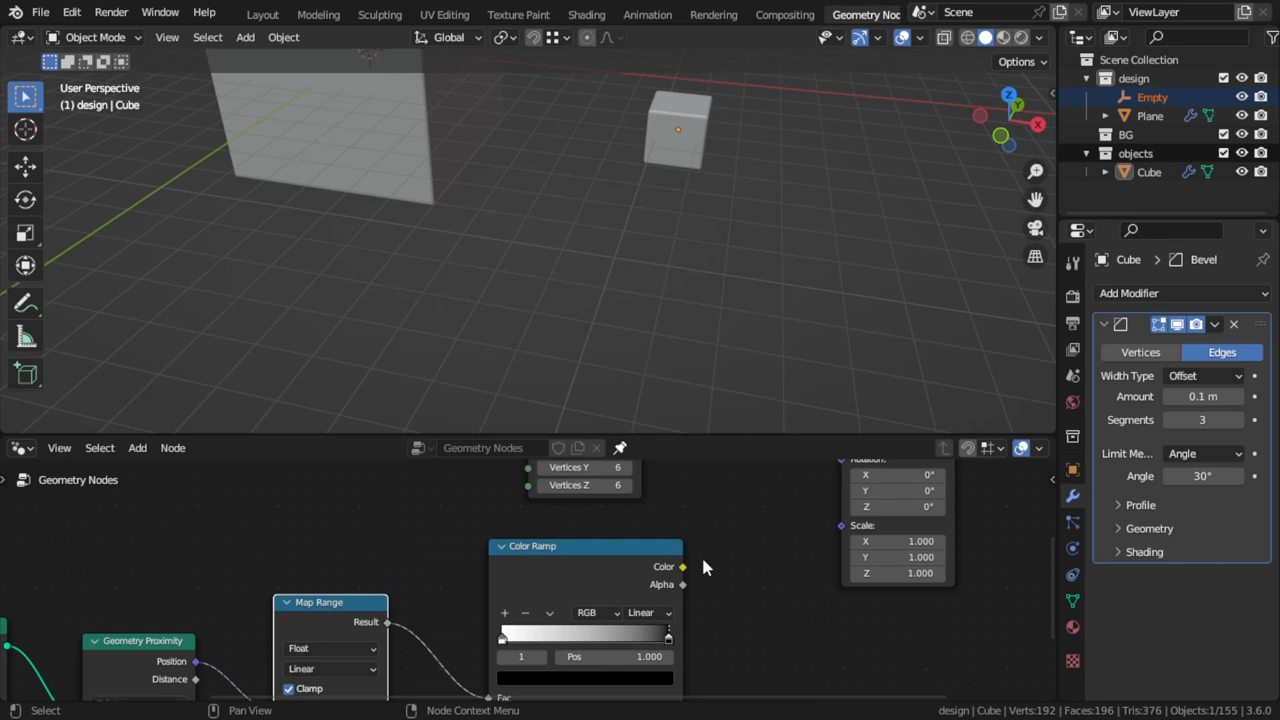 File Edit Render Window Help Layout Modeling Sculpting UV Editing Texture Paint Shading Animation Rendering Compositing Geometry Noc Scene ViewLayer
Object Mode View Select Add Object Global
Options
User Perspective
(1) design | Cube
Z
Y
X
Scene Collection
design
Empty
Plane
BG
objects
Cube
Cube > Bevel
Add Modifier
Vertices Edges
Width Type Offset
Amount 0.1 m
Segments 3
Limit Me... Angle
Angle 30°
Profile
Geometry
Shading
View Select Add Node Geometry Nodes
Geometry Nodes
Vertices Y 6
Vertices Z 6
Rotation:
X 0°
Y 0°
Z 0°
Scale:
X 1.000
Y 1.000
Z 1.000
Color Ramp
Color
Alpha
RGB Linear
1 Pos 1.000
Fac
Map Range
Result
Float
Linear
Clamp
Geometry Proximity
Position
Distance
Select Pan View Node Context Menu design | Cube | Verts:192 | Faces:196 | Tris:376 | Objects:1/155 | 3.6.0